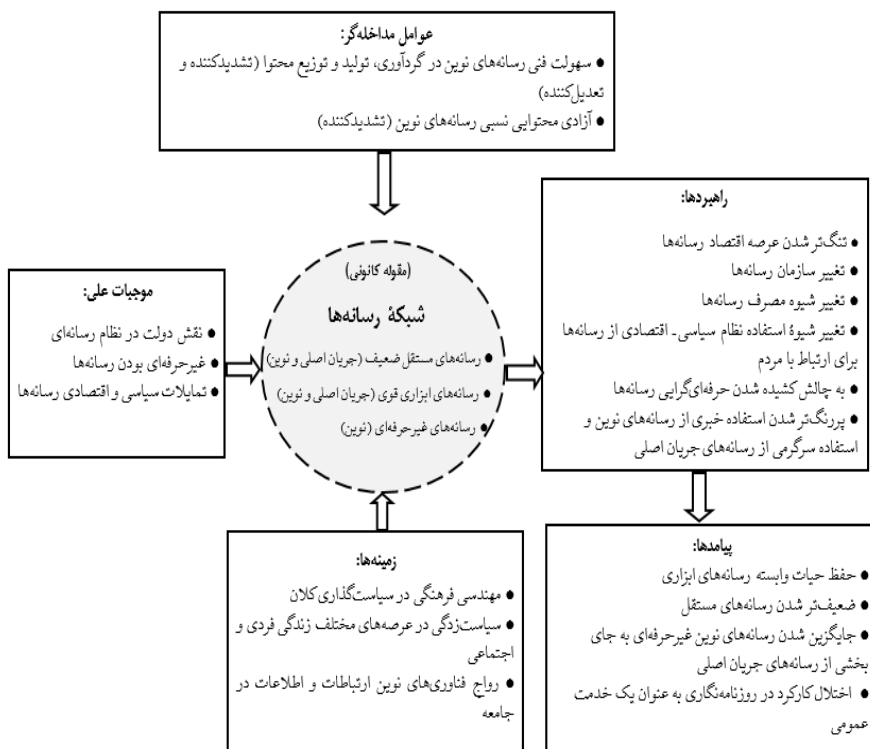 عوامل مداخله‌گر:
● سهولت فنی رسانه‌های نوین در گردآوری، تولید و توزیع محتوا (تشدیدکننده و
تعدیل‌کننده)
● آزادی محتوایی نسبی رسانه‌های نوین (تشدیدکننده)
راهبردها:
● تنگ‌تر شدن عرصه اقتصاد رسانه‌ها
● تغییر سازمان رسانه‌ها
● تغییر شیوه مصرف رسانه‌ها
● تغییر شیوۀ استفاده نظام سیاسی- اقتصادی از رسانه‌ها
برای ارتباط با مردم
● به چالش کشیده شدن حرفه‌ای‌گرایی رسانه‌ها
● پررنگ‌تر شدن استفاده خبری از رسانه‌های نوین و
استفاده سرگرمی از رسانه‌های جریان اصلی
(مقوله کانونی)
شبکۀ رسانه‌ها
● رسانه‌های مستقل ضعیف (جریان اصلی و نوین)
● رسانه‌های ابزاری قوی (جریان اصلی و نوین)
● رسانه‌های غیرحرفه‌ای (نوین)
موجبات علی:
● نقش دولت در نظام رسانه‌ای
● غیرحرفه‌ای بودن رسانه‌ها
● تمایلات سیاسی و اقتصادی رسانه‌ها
پیامدها:
● حفظ حیات وابسته رسانه‌های ابزاری
● ضعیف‌تر شدن رسانه‌های مستقل
● جایگزین شدن رسانه‌های نوین غیرحرفه‌ای به جای
بخشی از رسانه‌های جریان اصلی
● اختلال کارکرد در روزنامه‌نگاری به عنوان یک خدمت
عمومی
زمینه‌ها:
● مهندسی فرهنگی در سیاست‌گذاری کلان
● سیاست‌زدگی در عرصه‌های مختلف زندگی فردی و
اجتماعی
● رواج فناوری‌های نوین ارتباطات و اطلاعات در
جامعه